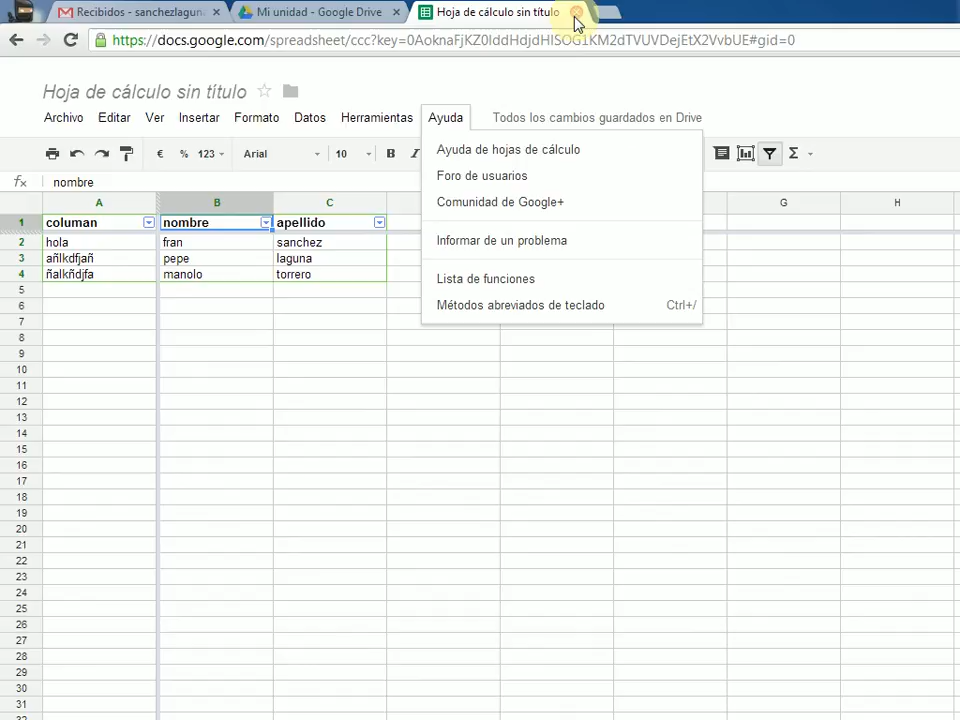 Recibidos - sanchezlaguna
Mi unidad - Google Drive
Hoja de cálculo sin título
https://docs.google.com/spreadsheet/ccc?key=0AoknaFjKZ0IddHdjdHlSOG1KM2dTVUVDejEtX2VvbUE#gid=0
Hoja de cálculo sin título
Archivo Editar Ver Insertar Formato Datos Herramientas Ayuda Todos los cambios guardados en Drive
€ % 123 Arial 10 B I Σ
fx nombre
A B C G H
1 columan nombre apellido
2 hola fran sanchez
3 añlkdfjañ pepe laguna
4 ñalkñdjfa manolo torrero
5
6
7
8
9
10
11
12
13
14
15
16
17
18
19
20
21
22
23
24
25
26
27
28
29
30
31
32
Ayuda de hojas de cálculo
Foro de usuarios
Comunidad de Google+
Informar de un problema
Lista de funciones
Métodos abreviados de teclado Ctrl+/